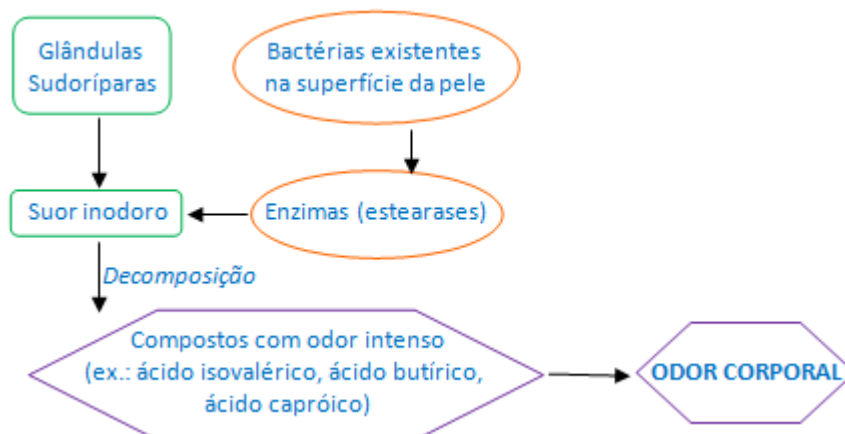 Glândulas
Sudoríparas
Bactérias existentes
na superfície da pele
Suor inodoro
Enzimas (estearases)
Decomposição
Compostos com odor intenso
(ex.: ácido isovalérico, ácido butírico,
ácido capróico)
ODOR CORPORAL